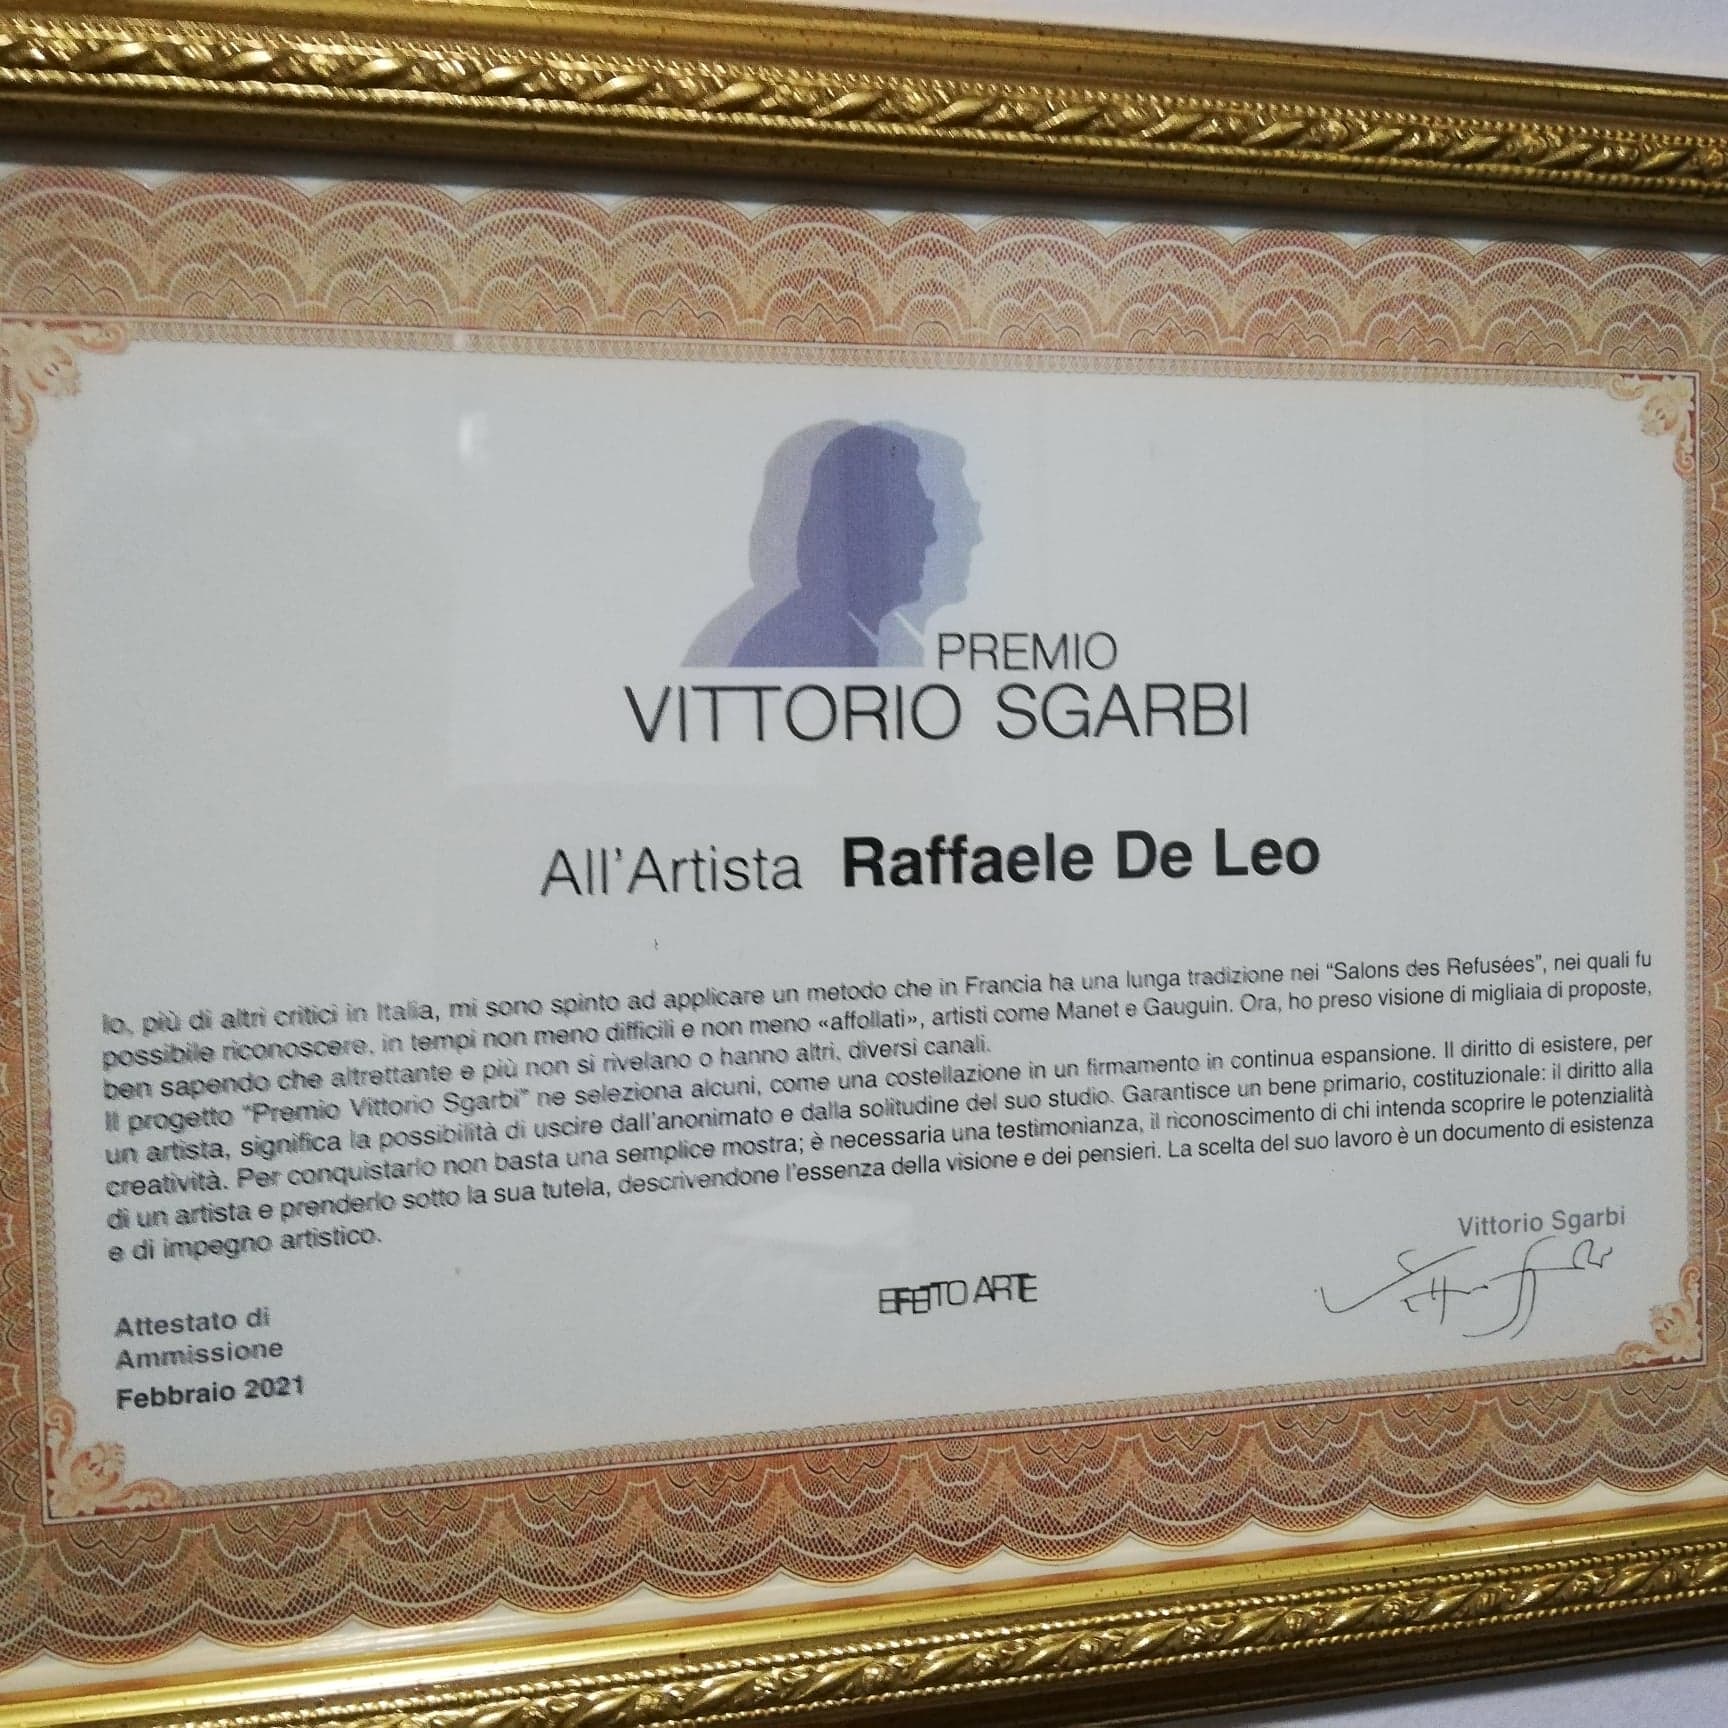 PREMIO
VITTORIO SGARBI
All'Artista Raffaele De Leo
Io, più di altri critici in Italia, mi sono spinto ad applicare un metodo che in Francia ha una lunga tradizione nei “Salons des Refusées”, nei quali fu
possibile riconoscere, in tempi non meno difficili e non meno «affollati», artisti come Manet e Gauguin. Ora, ho preso visione di migliaia di proposte,
ben sapendo che altrettante e più non si rivelano o hanno altri, diversi canali.
Il progetto “Premio Vittorio Sgarbi” ne seleziona alcuni, come una costellazione in un firmamento in continua espansione. Il diritto di esistere, per
un artista, significa la possibilità di uscire dall'anonimato e dalla solitudine del suo studio. Garantisce un bene primario, costituzionale: il diritto alla
creatività. Per conquistarlo non basta una semplice mostra; è necessaria una testimonianza, il riconoscimento di chi intenda scoprire le potenzialità
di un artista e prenderlo sotto la sua tutela, descrivendone l'essenza della visione e dei pensieri. La scelta del suo lavoro è un documento di esistenza
e di impegno artistico.
Vittorio Sgarbi
EFFETTO ARTE
Attestato di
Ammissione
Febbraio 2021